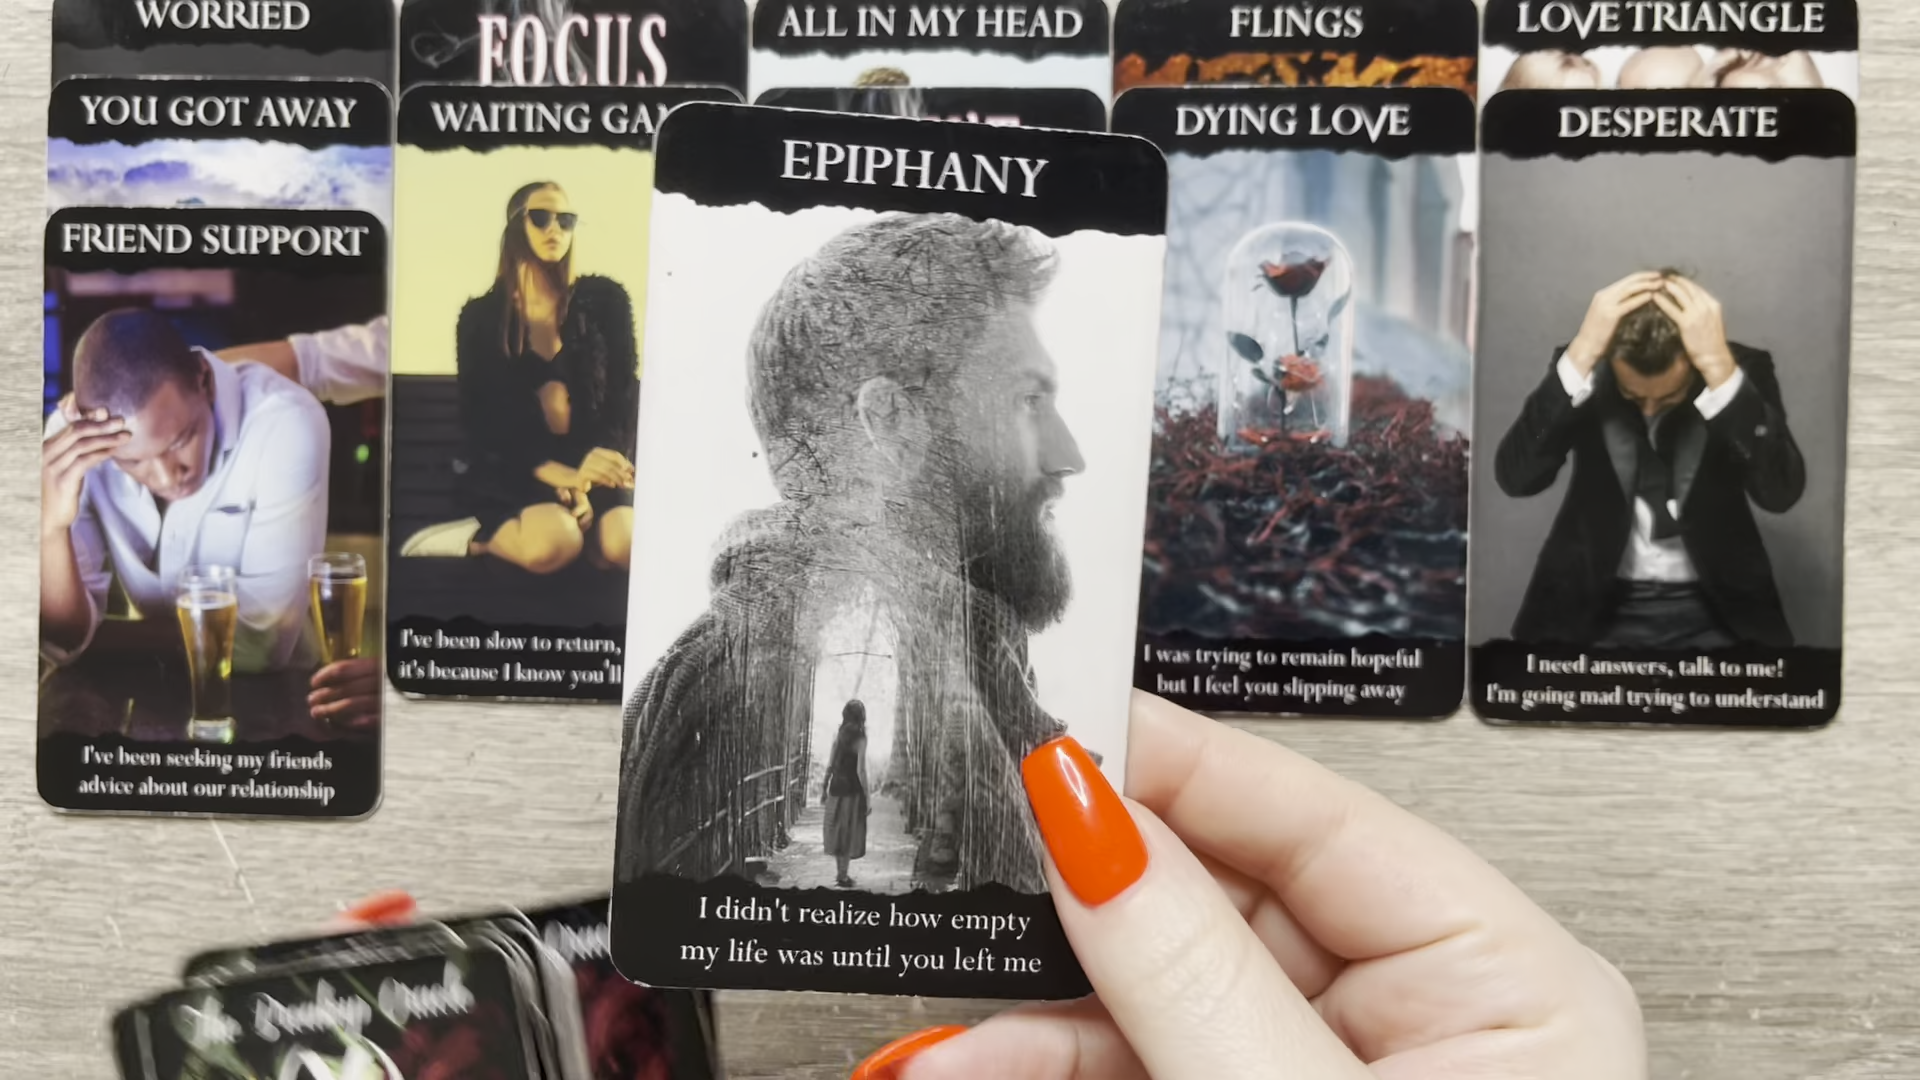 WORRIED
FOCUS
ALL IN MY HEAD
FLINGS
LOVE TRIANGLE
YOU GOT AWAY
WAITING
DYING LOVE
DESPERATE
EPIPHANY
FRIEND SUPPORT
I've been slow to return,
it's because I know you'll
I was trying to remain hopeful
but I feel you slipping away
I need answers, talk to me!
I'm going mad trying to understand
I've been seeking my friends
advice about our relationship
I didn't realize how empty
my life was until you left me
The Breakup Oracle